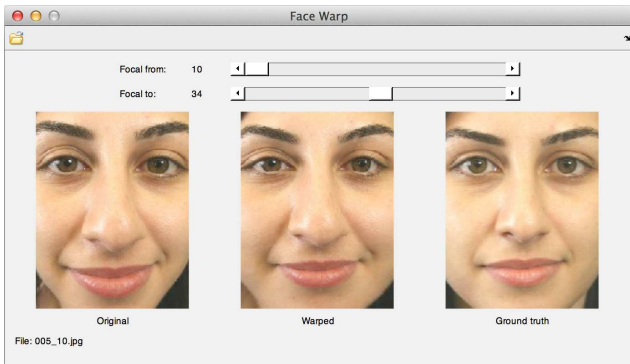 Face Warp
Focal from: 10
Focal to: 34
Original Warped Ground truth
File: 005_10.jpg